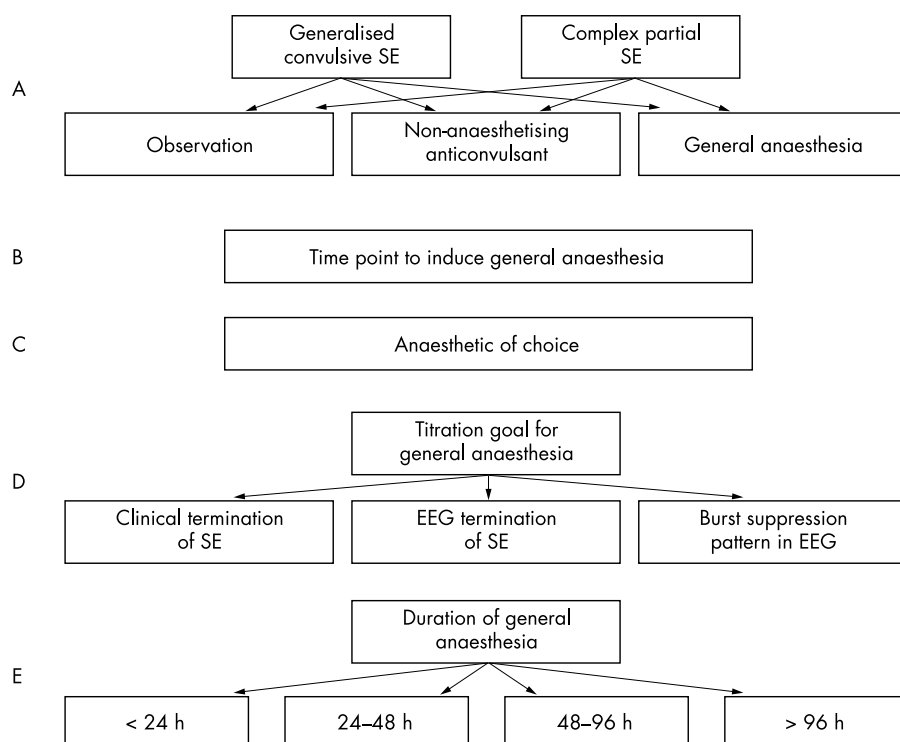 Generalised
convulsive SE
Complex partial
SE
A
Observation
Non-anaesthetising
anticonvulsant
General anaesthesia
B
Time point to induce general anaesthesia
C
Anaesthetic of choice
Titration goal for
general anaesthesia
D
Clinical termination
of SE
EEG termination
of SE
Burst suppression
pattern in EEG
Duration of general
anaesthesia
E
< 24 h
24–48 h
48–96 h
> 96 h